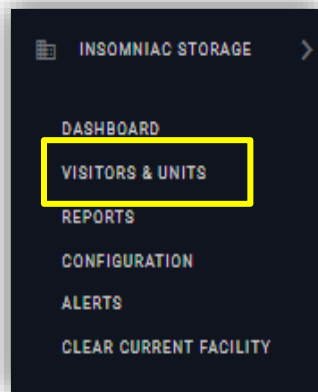 INSOMNIAC STORAGE
DASHBOARD
VISITORS & UNITS
REPORTS
CONFIGURATION
ALERTS
CLEAR CURRENT FACILITY